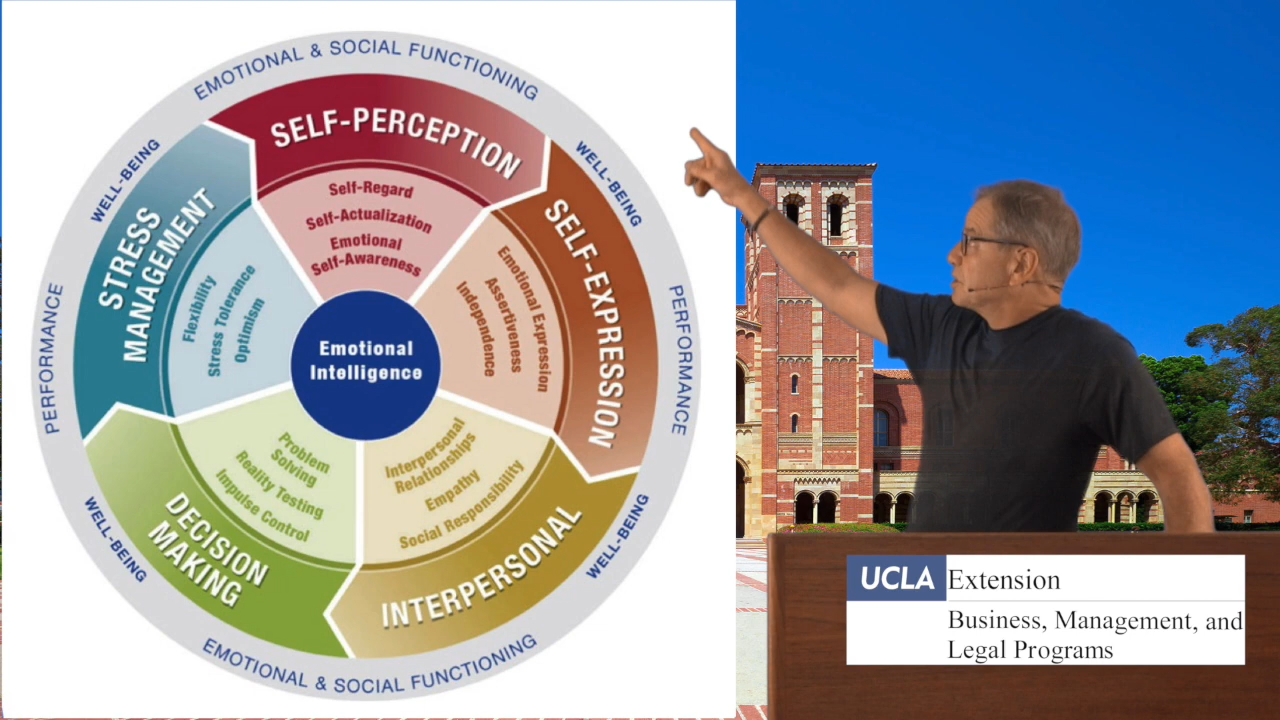 EMOTIONAL & SOCIAL FUNCTIONING
WELL-BEING
WELL-BEING
SELF-PERCEPTION
Self-Regard
Self-Actualization
Emotional
Self-Awareness
STRESS
MANAGEMENT
Flexibility
Stress Tolerance
Optimism
SELF-EXPRESSION
Emotional Expression
Assertiveness
Independence
PERFORMANCE
PERFORMANCE
Emotional
Intelligence
DECISION
MAKING
Problem
Solving
Reality Testing
Impulse Control
INTERPERSONAL
Interpersonal
Relationships
Empathy
Social Responsibility
WELL-BEING
WELL-BEING
EMOTIONAL & SOCIAL FUNCTIONING
UCLA Extension
Business, Management, and
Legal Programs